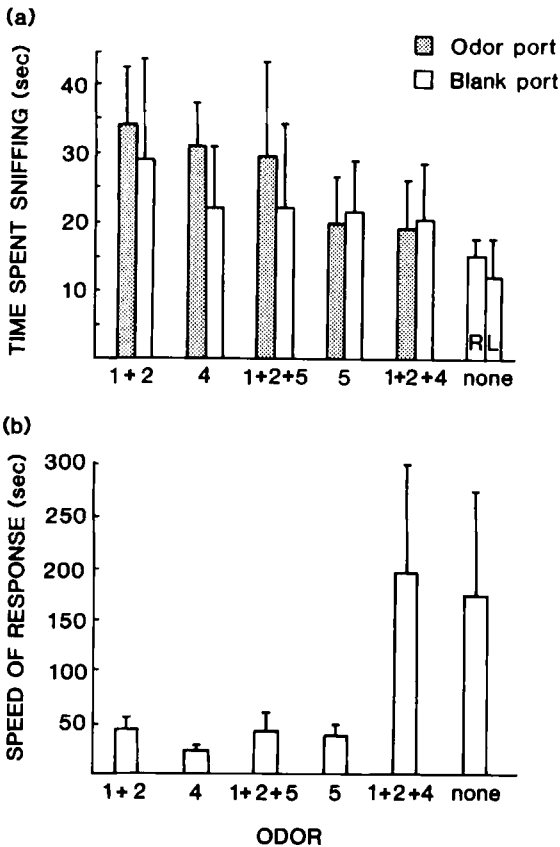 (a)
Odor port
Blank port
TIME SPENT SNIFFING (sec)
40
30
20
10
R L
1+2 4 1+2+5 5 1+2+4 none
(b)
SPEED OF RESPONSE (sec)
300
250
200
150
100
50
1+2 4 1+2+5 5 1+2+4 none
ODOR